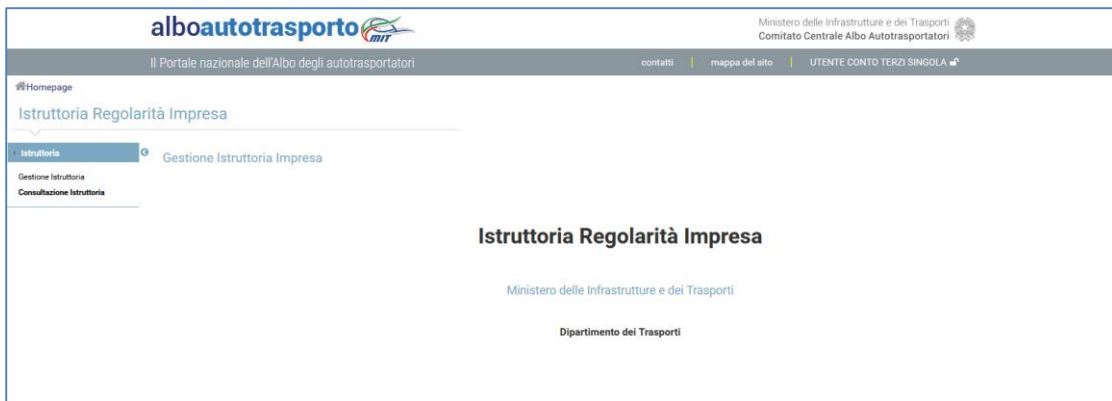 alboautotrasporto MIT
Ministero delle Infrastrutture e dei Trasporti
Comitato Centrale Albo Autotrasportatori
Il Portale nazionale dell'Albo degli autotrasportatori
contatti | mappa del sito | UTENTE CONTO TERZI SINGOLA
Homepage
Istruttoria Regolarità Impresa
Istruttoria
Gestione Istruttoria Impresa
Gestione Istruttoria
Consultazione Istruttoria
Istruttoria Regolarità Impresa
Ministero delle Infrastrutture e dei Trasporti
Dipartimento dei Trasporti